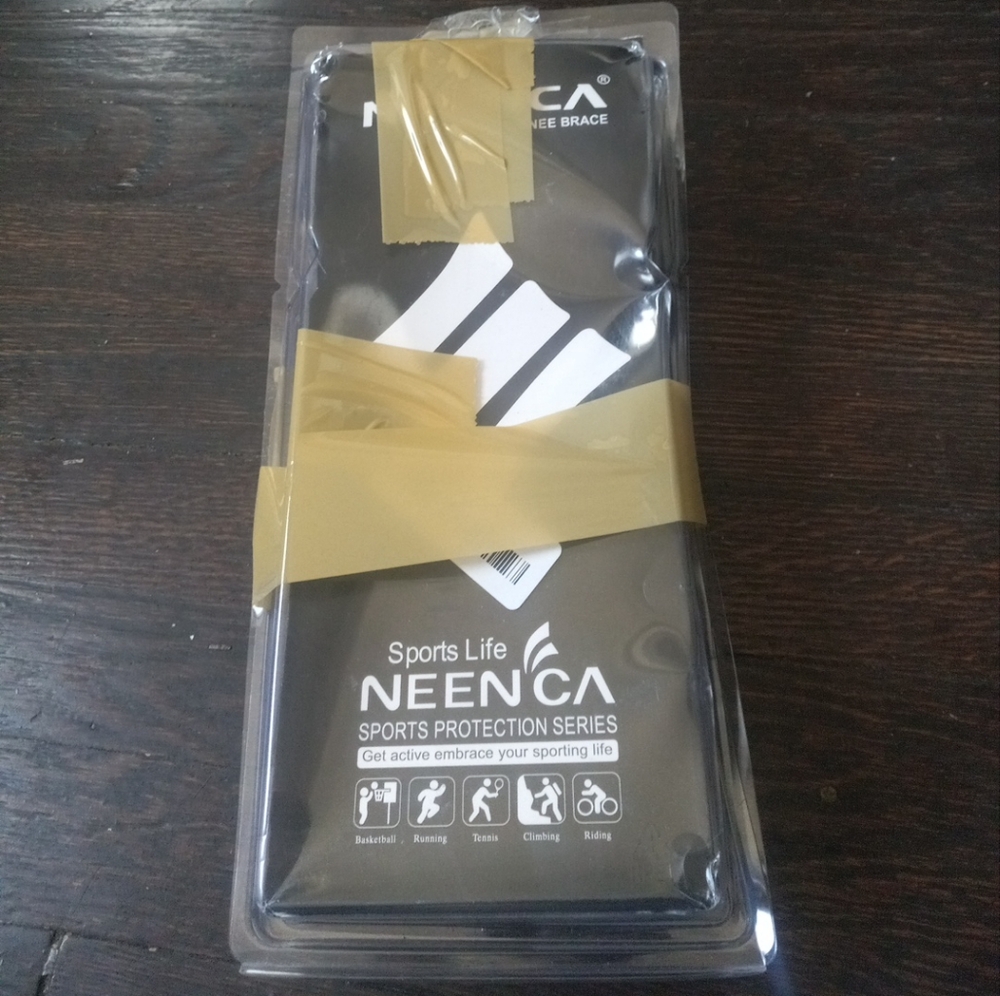 CA®
NEE BRACE
Sports Life
NEENCA
SPORTS PROTECTION SERIES
Get active embrace your sporting life
Basketball
Running
Tennis
Climbing
Riding